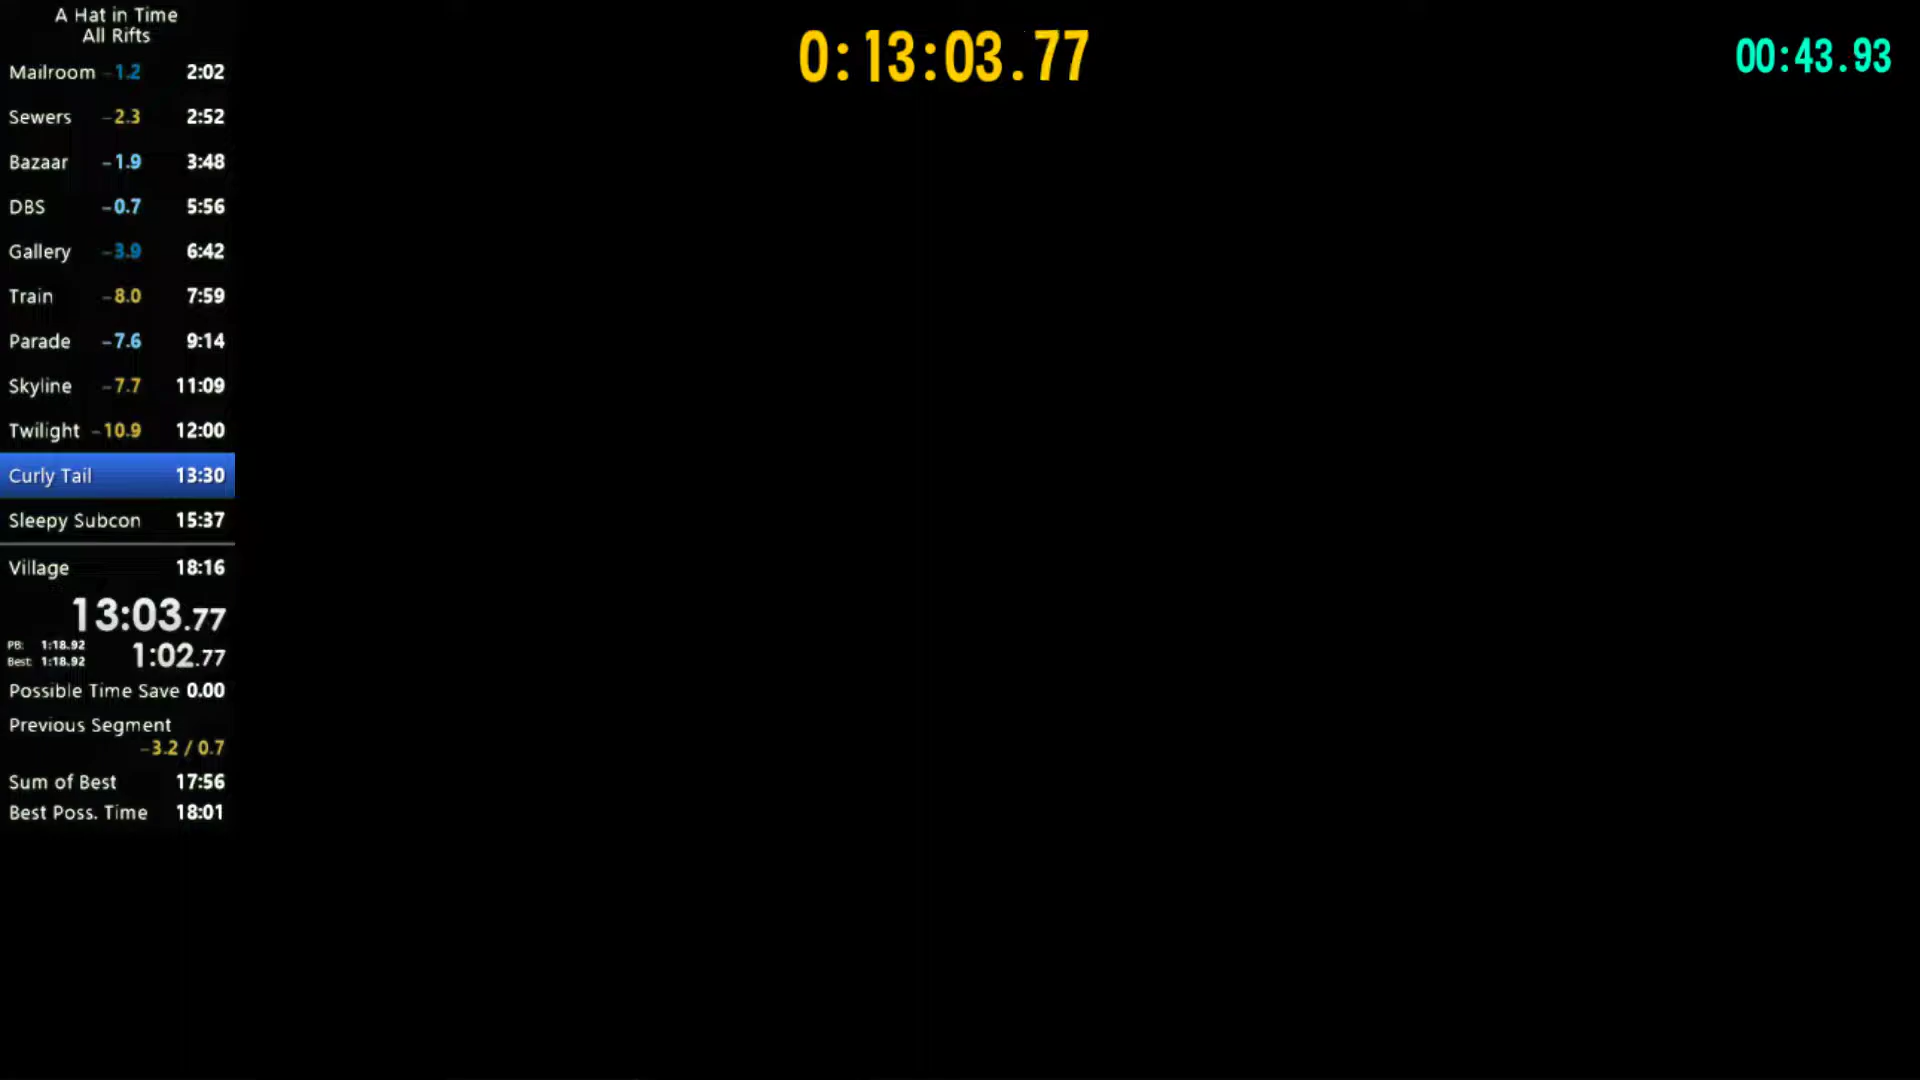 A Hat in Time
All Rifts
0:13:03.77
00:43.93
Mailroom -1.2 2:02
Sewers -2.3 2:52
Bazaar -1.9 3:48
DBS -0.7 5:56
Gallery -3.9 6:42
Train -8.0 7:59
Parade -7.6 9:14
Skyline -7.7 11:09
Twilight -10.9 12:00
Curly Tail 13:30
Sleepy Subcon 15:37
Village 18:16
13:03.77
PB: 1:18.92
Best: 1:18.92
1:02.77
Possible Time Save 0.00
Previous Segment
-3.2 / 0.7
Sum of Best 17:56
Best Poss. Time 18:01